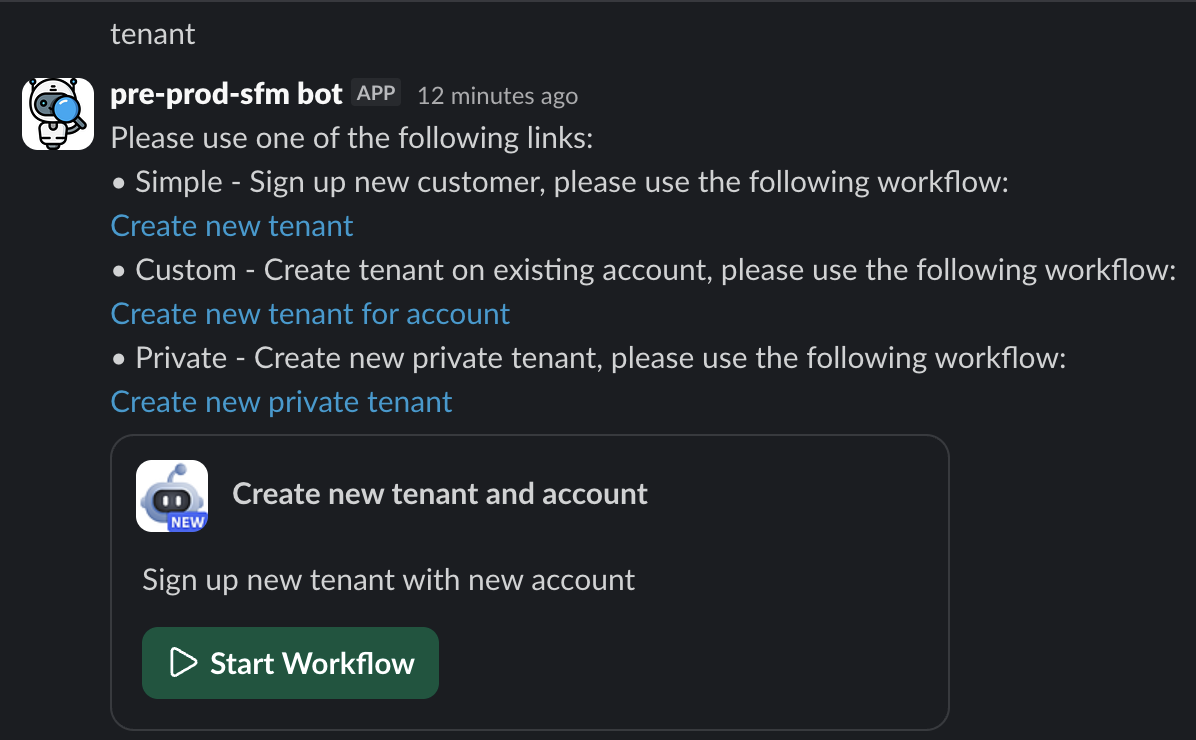 tenant
pre-prod-sfm bot APP 12 minutes ago
Please use one of the following links:
• Simple - Sign up new customer, please use the following workflow:
Create new tenant
• Custom - Create tenant on existing account, please use the following workflow:
Create new tenant for account
• Private - Create new private tenant, please use the following workflow:
Create new private tenant
NEW
Create new tenant and account
Sign up new tenant with new account
Start Workflow